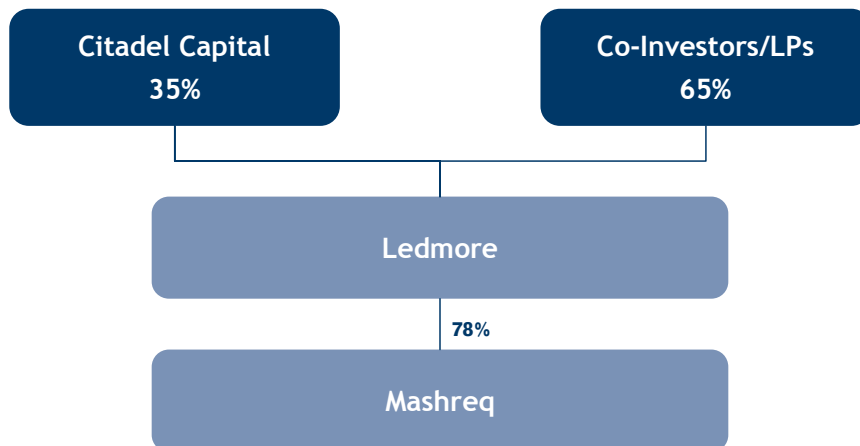 Citadel Capital
35%
Co-Investors/LPs
65%
Ledmore
78%
Mashreq